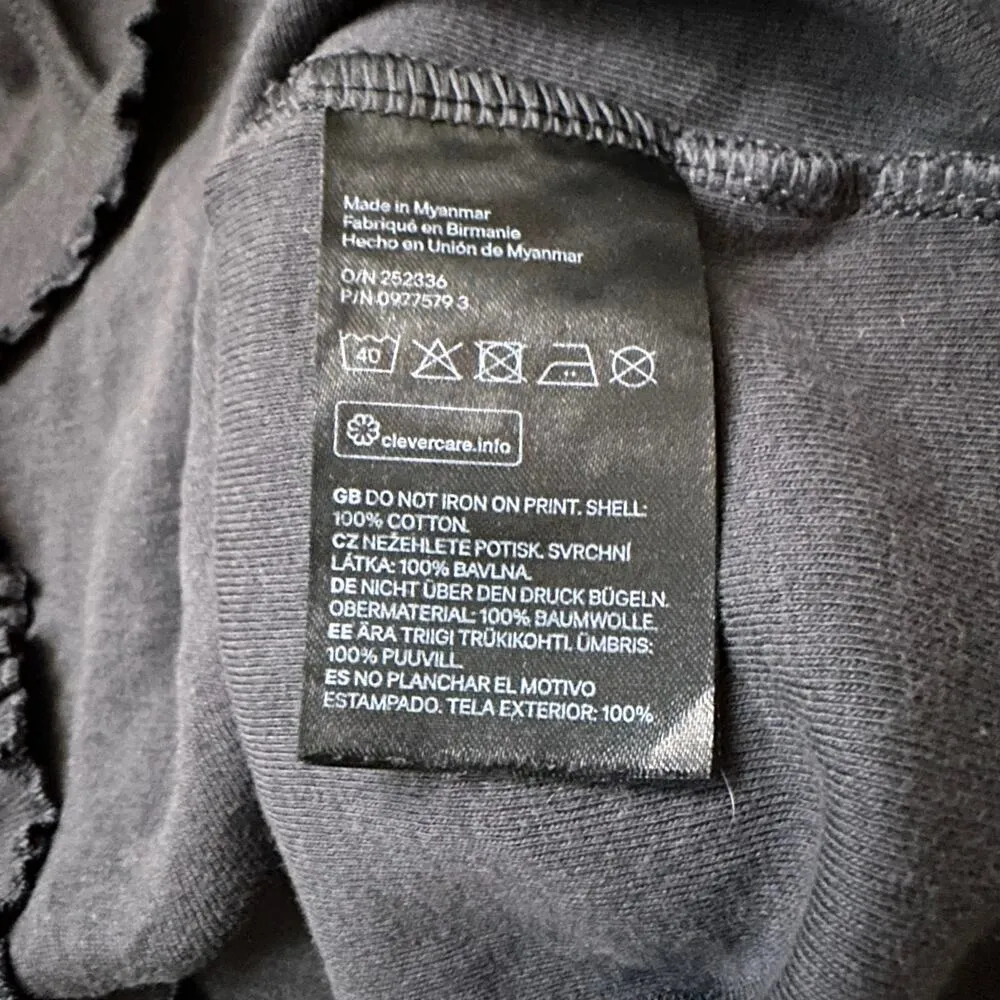 Made in Myanmar
Fabriqué en Birmanie
Hecho en Unión de Myanmar
O/N 252336
P/N 0977579 3
40
clevercare.info
GB DO NOT IRON ON PRINT. SHELL:
100% COTTON.
CZ NEŽEHLETE POTISK. SVRCHNÍ
LÁTKA: 100% BAVLNA.
DE NICHT ÜBER DEN DRUCK BÜGELN.
OBERMATERIAL: 100% BAUMWOLLE.
EE ÄRA TRIIGI TRÜKIKOHTI. ÜMBRIS:
100% PUUVILL.
ES NO PLANCHAR EL MOTIVO
ESTAMPADO. TELA EXTERIOR: 100%